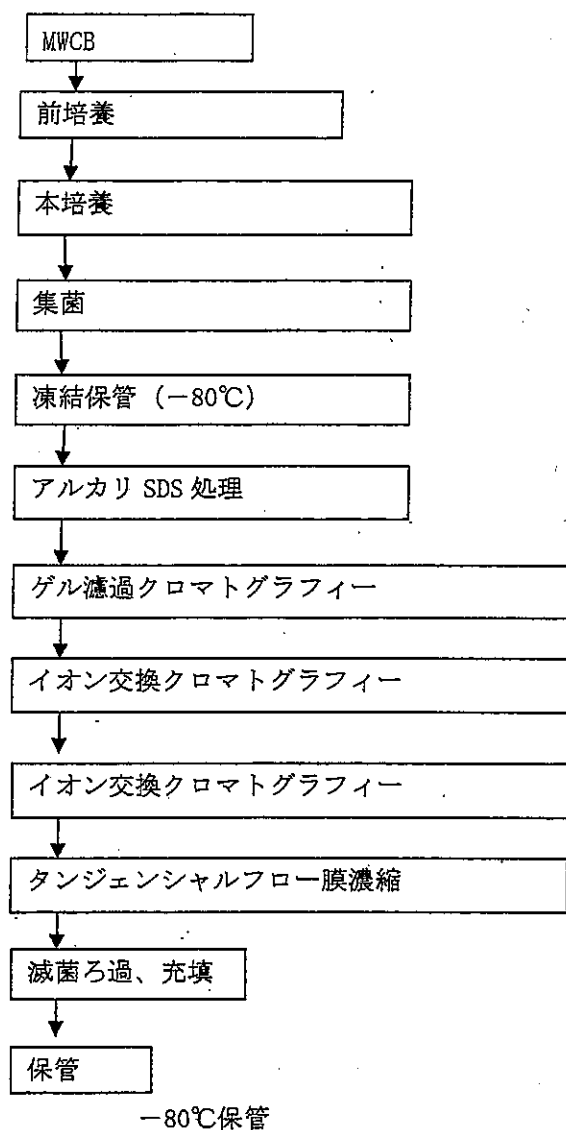 MWCB
前培養
本培養
集菌
凍結保管（－80℃）
アルカリ SDS 処理
ゲル濾過クロマトグラフィー
イオン交換クロマトグラフィー
イオン交換クロマトグラフィー
タンジェンシャルフロー膜濃縮
滅菌ろ過、充填
保管
－80℃保管